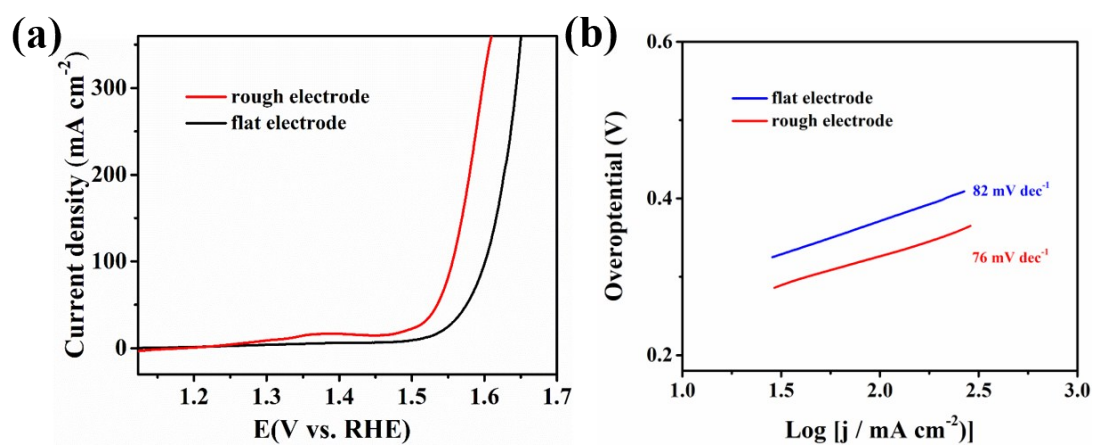 (a)
Current density (mA cm⁻²)
300
200
100
0
rough electrode
flat electrode
1.2 1.3 1.4 1.5 1.6 1.7
E(V vs. RHE)
(b)
Overoptential (V)
0.6
0.4
0.2
flat electrode
rough electrode
82 mV dec⁻¹
76 mV dec⁻¹
1.0 1.5 2.0 2.5 3.0
Log [j / mA cm⁻²)]